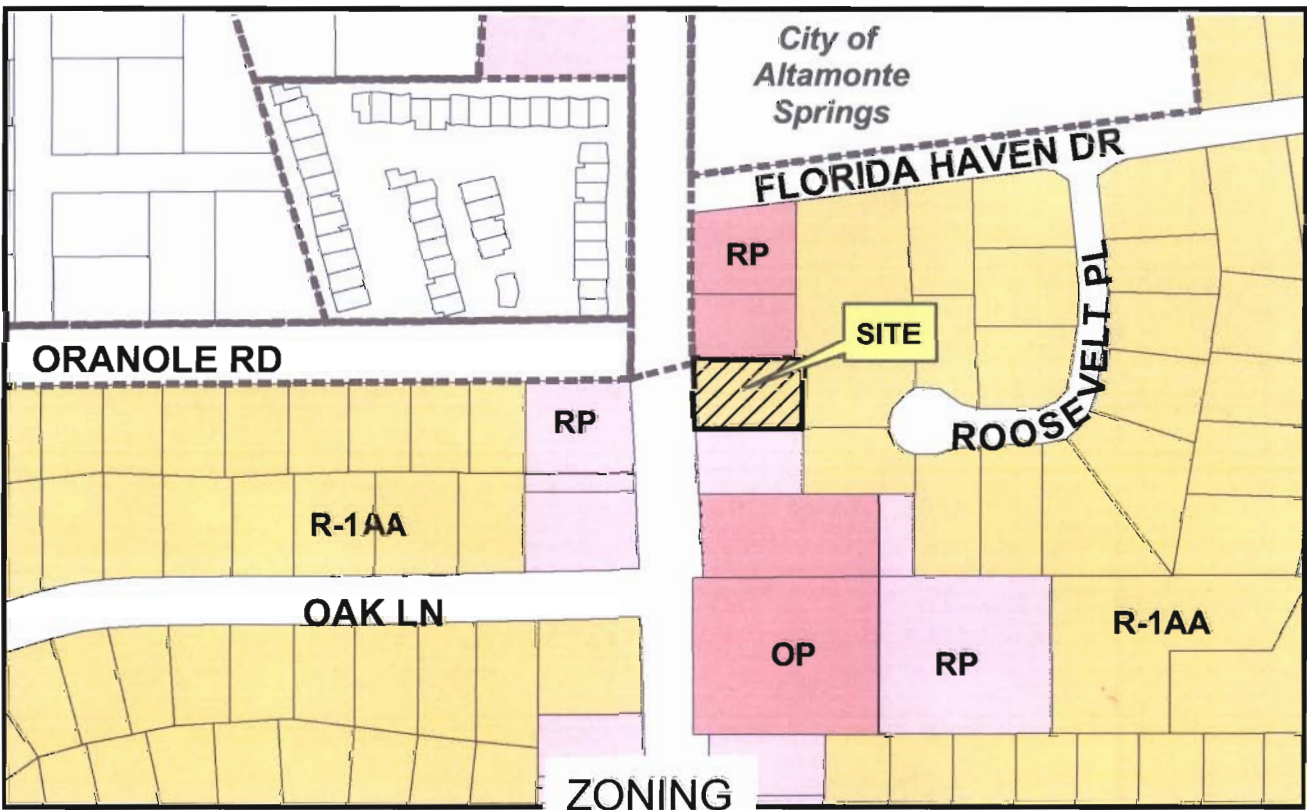 City of
Altamonte
Springs
FLORIDA HAVEN DR
RP
ROOSEVELT PL
SITE
ORANOLE RD
RP
R-1AA
OAK LN
OP
RP
R-1AA
ZONING